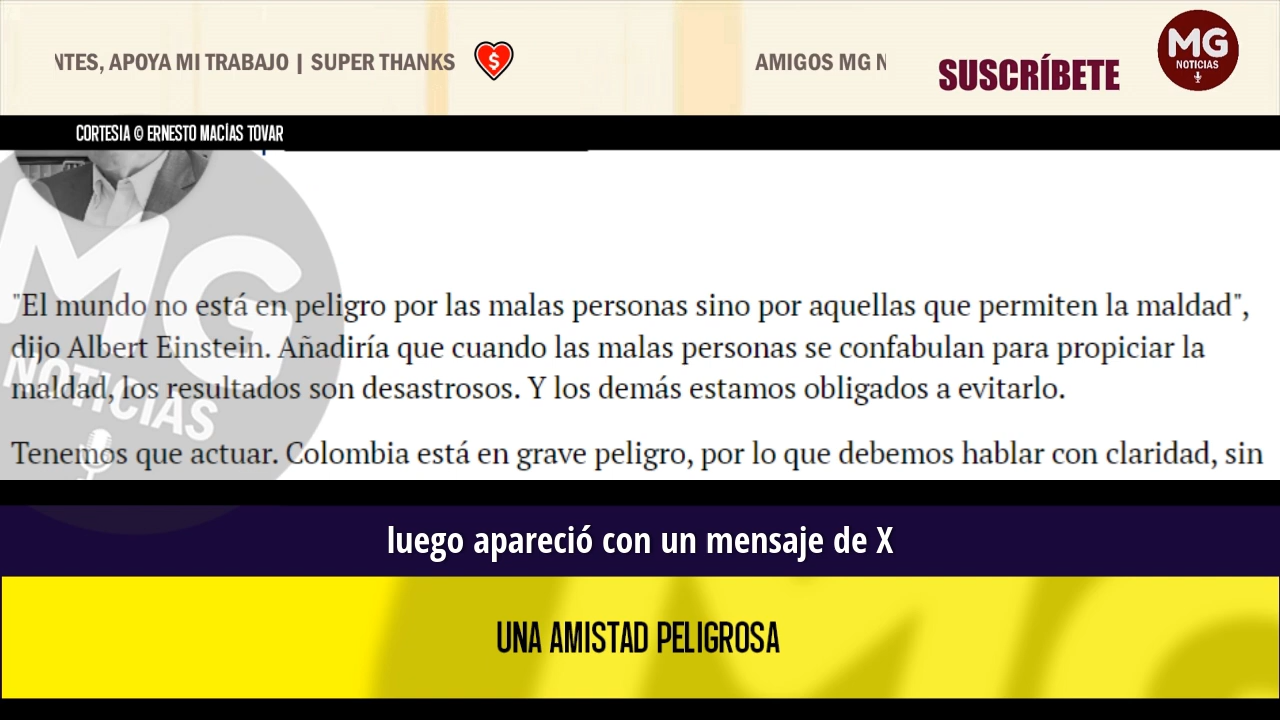 NTES, APOYA MI TRABAJO | SUPER THANKS
AMIGOS MG N
SUSCRÍBETE
MG
NOTICIAS
CORTESIA © ERNESTO MACÍAS TOVAR
"El mundo no está en peligro por las malas personas sino por aquellas que permiten la maldad",
dijo Albert Einstein. Añadiría que cuando las malas personas se confabulan para propiciar la
maldad, los resultados son desastrosos. Y los demás estamos obligados a evitarlo.
Tenemos que actuar. Colombia está en grave peligro, por lo que debemos hablar con claridad, sin
MG
NOTICIAS
luego apareció con un mensaje de X
UNA AMISTAD PELIGROSA